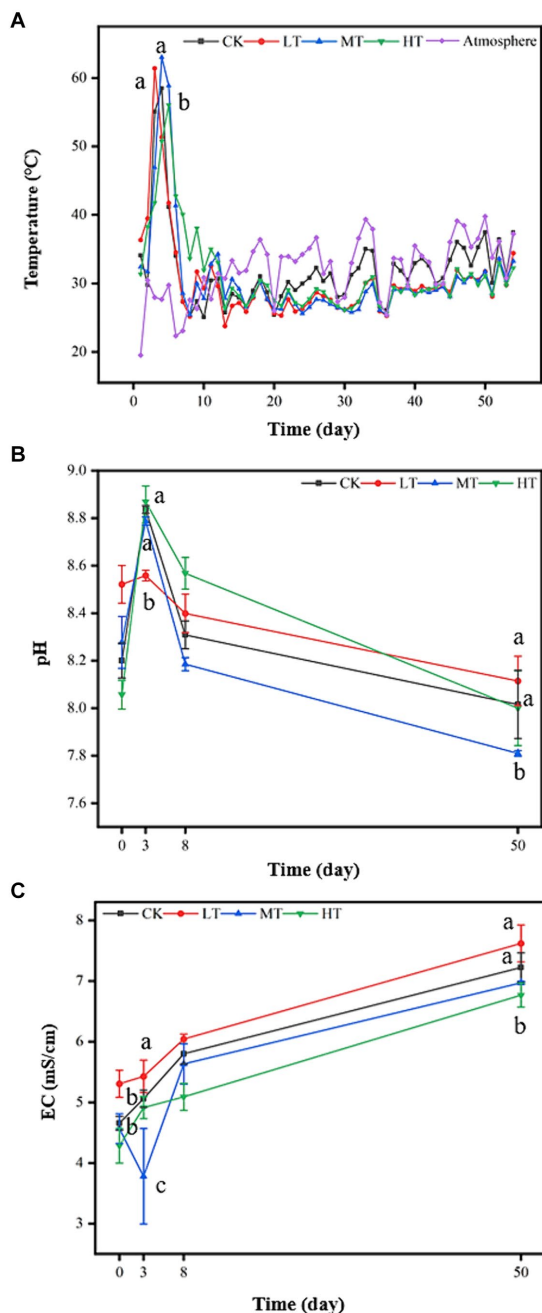 A
CK LT MT HT Atmosphere
60
50
40
30
20
a
a
b
Temperature (°C)
0 10 20 30 40 50
Time (day)
B
CK LT MT HT
9.0
8.8
8.6
8.4
8.2
8.0
7.8
7.6
a
a
b
a
a
b
pH
0 3 8 50
Time (day)
C
CK LT MT HT
8
7
6
5
4
3
a
a
a
b
b
b
c
EC (mS/cm)
0 3 8 50
Time (day)